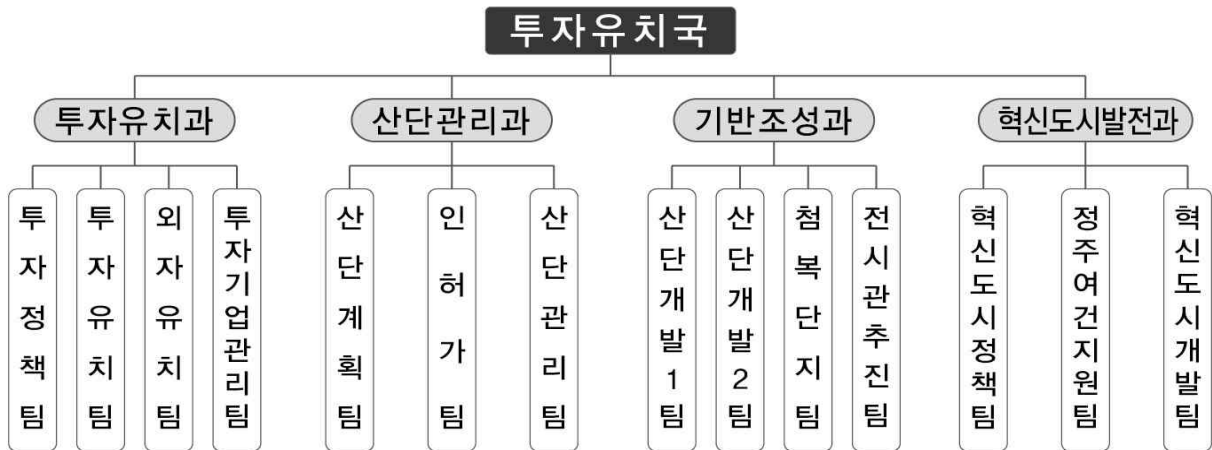 투자유치국
투자유치과
산단관리과
기반조성과
혁신도시발전과
투자정책팀
투자유치팀
외자유치팀
투자기업관리팀
산단계획팀
인허가팀
산단관리팀
산단개발1팀
산단개발2팀
첨복단지팀
전시관추진팀
혁신도시정책팀
정주여건지원팀
혁신도시개발팀